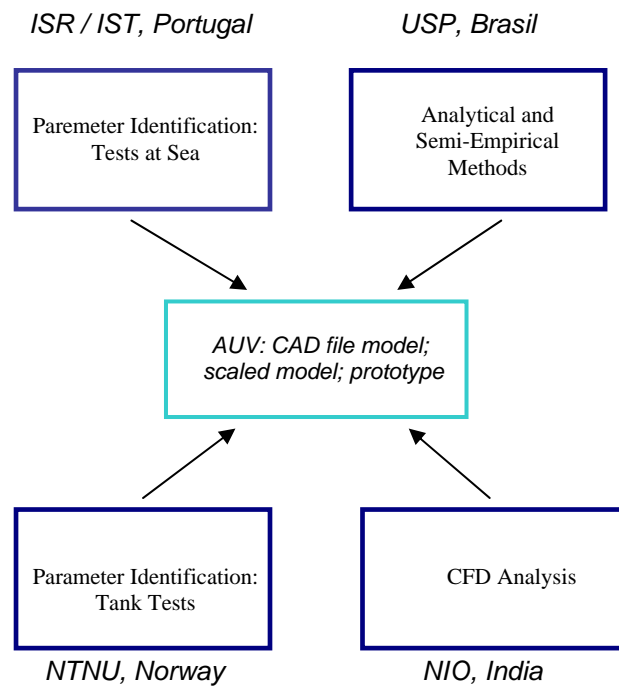 ISR / IST, Portugal
USP, Brasil
Paremeter Identification:
Tests at Sea
Analytical and
Semi-Empirical
Methods
AUV: CAD file model;
scaled model; prototype
Parameter Identification:
Tank Tests
CFD Analysis
NTNU, Norway
NIO, India